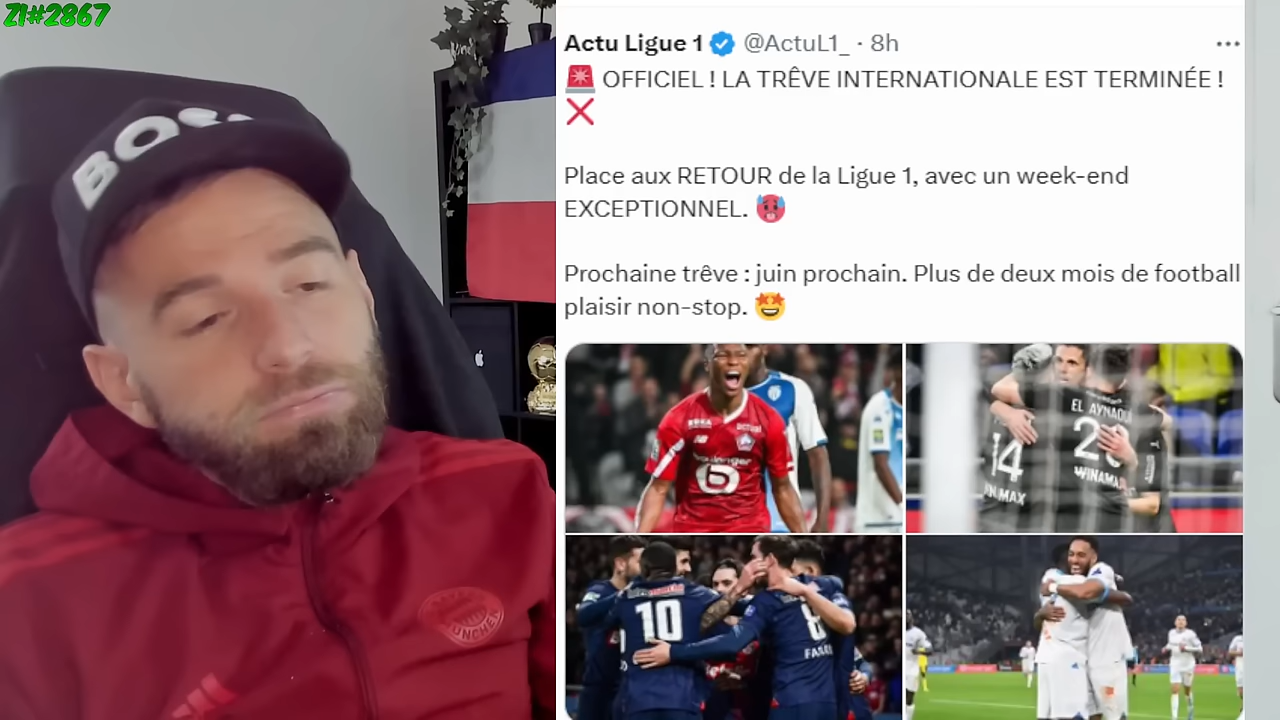 ZI#2867
BOSS
Actu Ligue 1 @ActuL1_ · 8h
OFFICIEL ! LA TRÊVE INTERNATIONALE EST TERMINÉE !
Place aux RETOUR de la Ligue 1, avec un week-end
EXCEPTIONNEL.
Prochaine trêve : juin prochain. Plus de deux mois de football
plaisir non-stop.
boulanger
EL AYNAOUI
14
WINAMAX
10
8